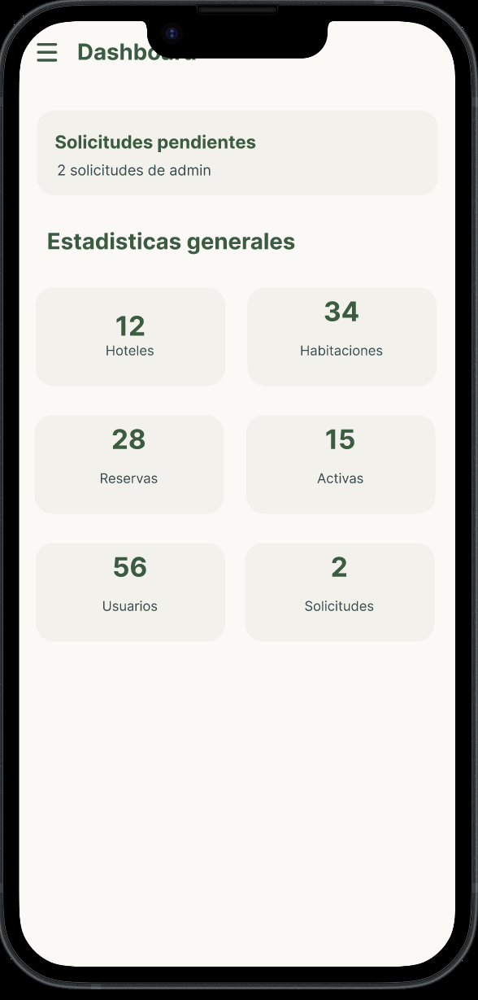 Dashboard
Solicitudes pendientes
2 solicitudes de admin
Estadisticas generales
12
Hoteles
34
Habitaciones
28
Reservas
15
Activas
56
Usuarios
2
Solicitudes